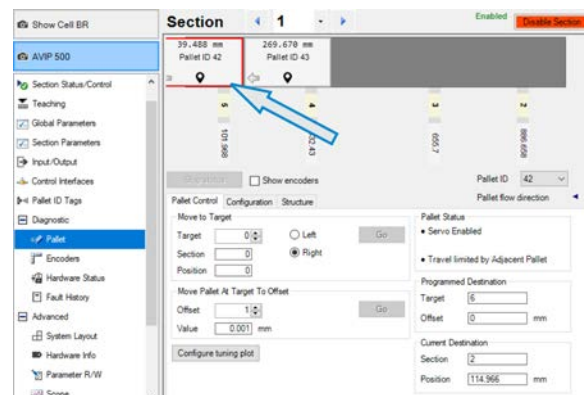 Show Cell BR
AVIP 500
Section Status/Control
Teaching
Global Parameters
Section Parameters
Input/Output
Control Interfaces
Pallet ID Tags
Diagnostic
Pallet
Encoders
Hardware Status
Fault History
Advanced
System Layout
Hardware Info
Parameter R/W
Scope
Section 1
Enabled
Disable Section
39.488 mm
Pallet ID 42
269.670 mm
Pallet ID 43
5
4
3
2
101.968
655.7
886.658
Show encoders
Pallet ID 42
Pallet flow direction
Pallet Control Configuration Structure
Move to Target
Target 0 Left Go
Section 0 Right
Position 0
Move Pallet At Target To Offset
Offset 1 Go
Value 0.001 mm
Configure tuning plot
Pallet Status
• Servo Enabled
• Travel limited by Adjacent Pallet
Programmed Destination
Target 6
Offset 0 mm
Current Destination
Section 2
Position 114.966 mm